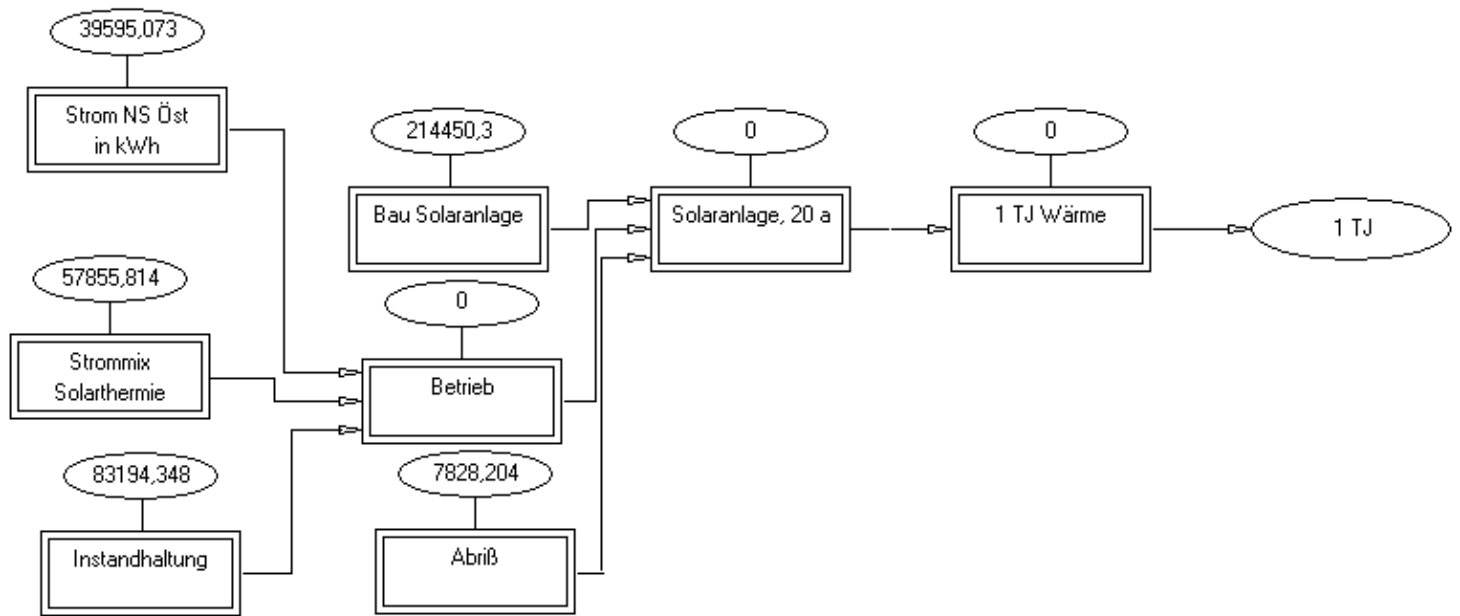 39595,073
Strom NS Öst
in kWh
214450,3
0
0
Bau Solaranlage
Solaranlage, 20 a
1 TJ Wärme
1 TJ
57855,814
0
Strommix
Solarthermie
Betrieb
83194,348
7828,204
Instandhaltung
Abriß